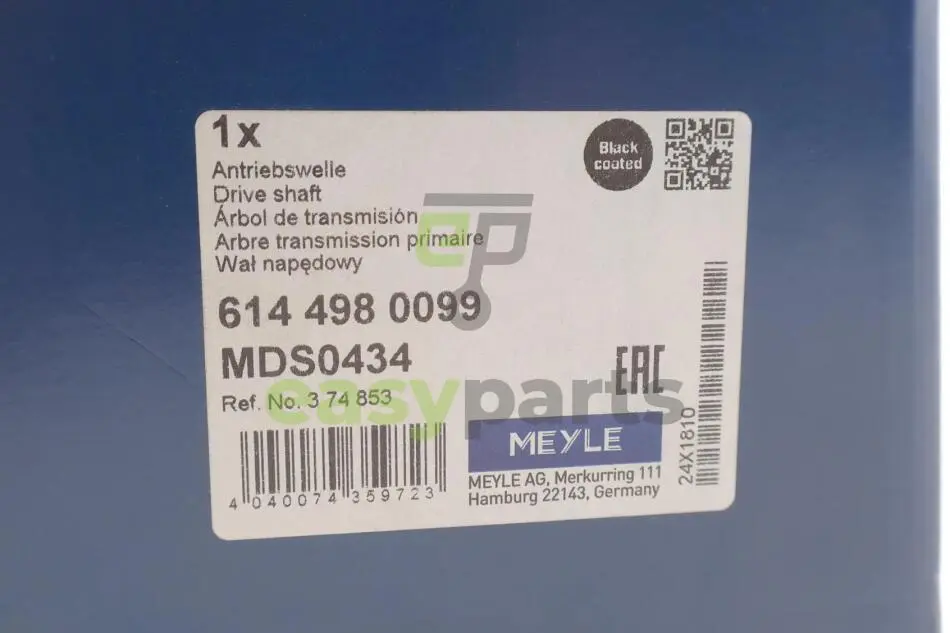 1x
Black
coated
Antriebswelle
Drive shaft
Árbol de transmisión
Arbre transmission primaire
Wał napędowy
614 498 0099
MDS0434
Ref. No. 3 74 853
4 040074 359723
EAC
MEYLE
MEYLE AG, Merkurring 111
Hamburg 22143, Germany
24X1810
ep
easyparts